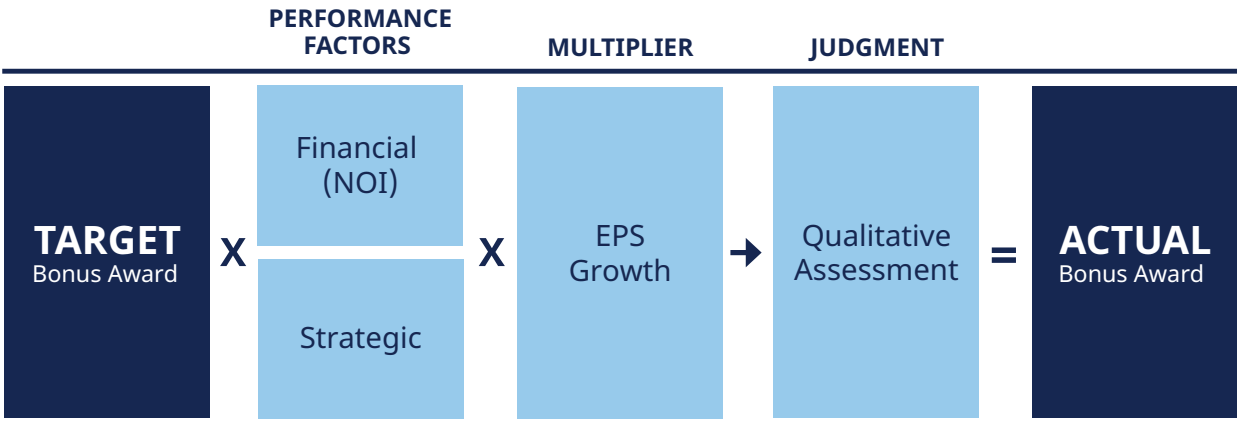 PERFORMANCE
FACTORS
MULTIPLIER
JUDGMENT
TARGET
Bonus Award
X
Financial
(NOI)
Strategic
X
EPS
Growth
Qualitative
Assessment
=
ACTUAL
Bonus Award